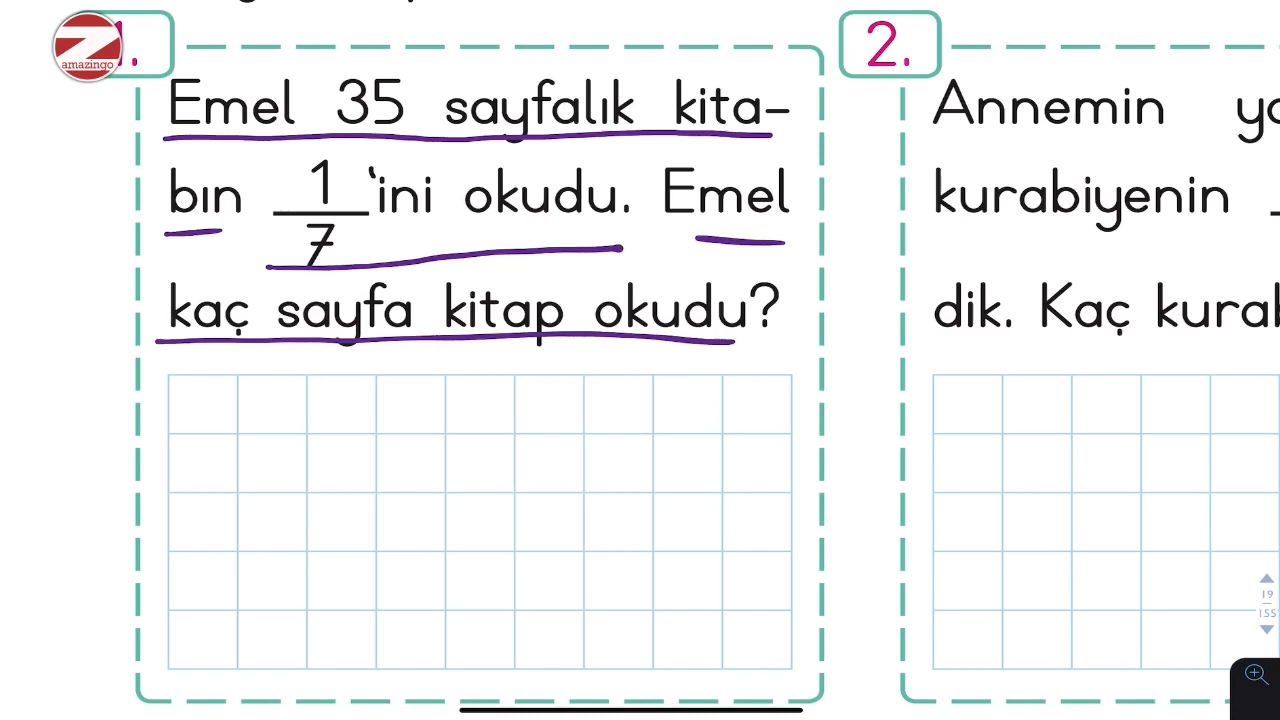 amazingo
1.
Emel 35 sayfalık kita-
bın 1/7 'ini okudu. Emel
kaç sayfa kitap okudu?
2.
Annemin
kurabiyenin
dik. Kaç
19
155